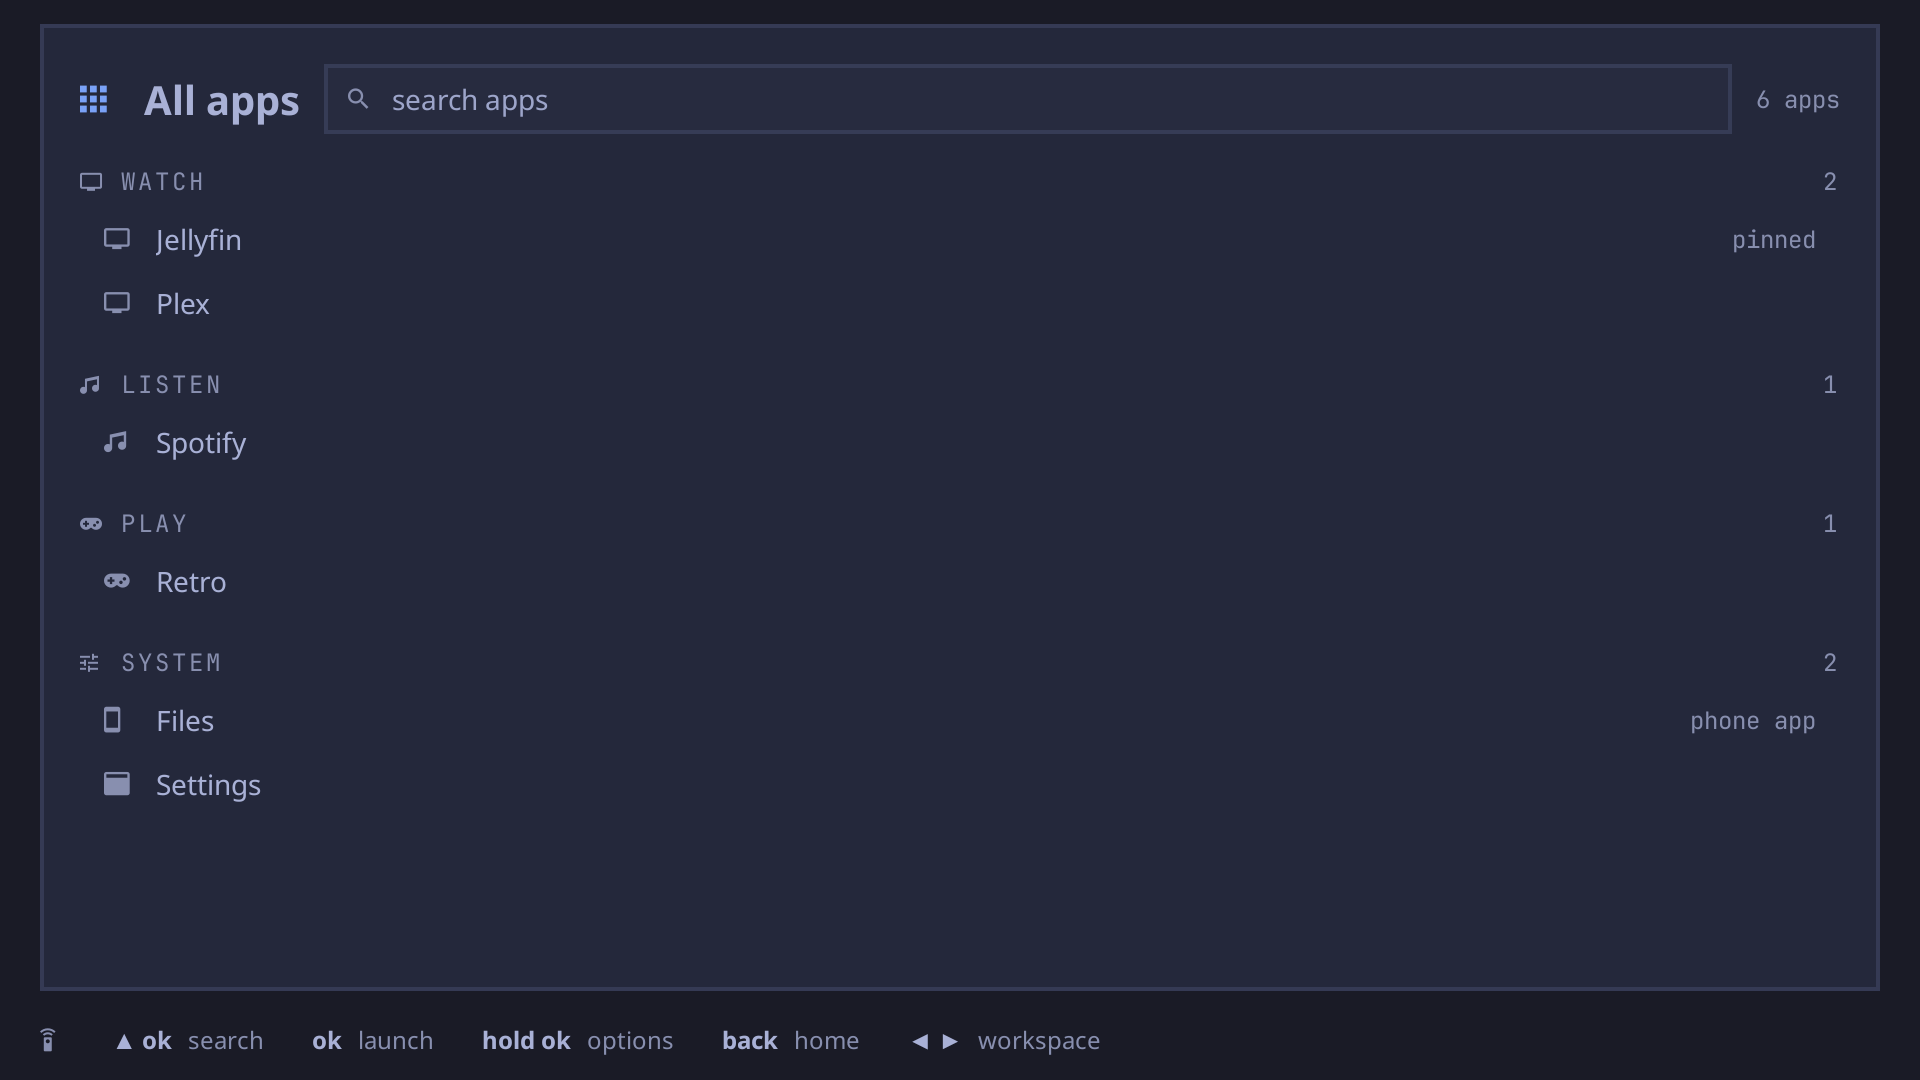 All apps
search apps
6 apps
WATCH 2
Jellyfin pinned
Plex
LISTEN 1
Spotify
PLAY 1
Retro
SYSTEM 2
Files phone app
Settings
▲ ok search ok launch hold ok options back home ◀ ▶ workspace